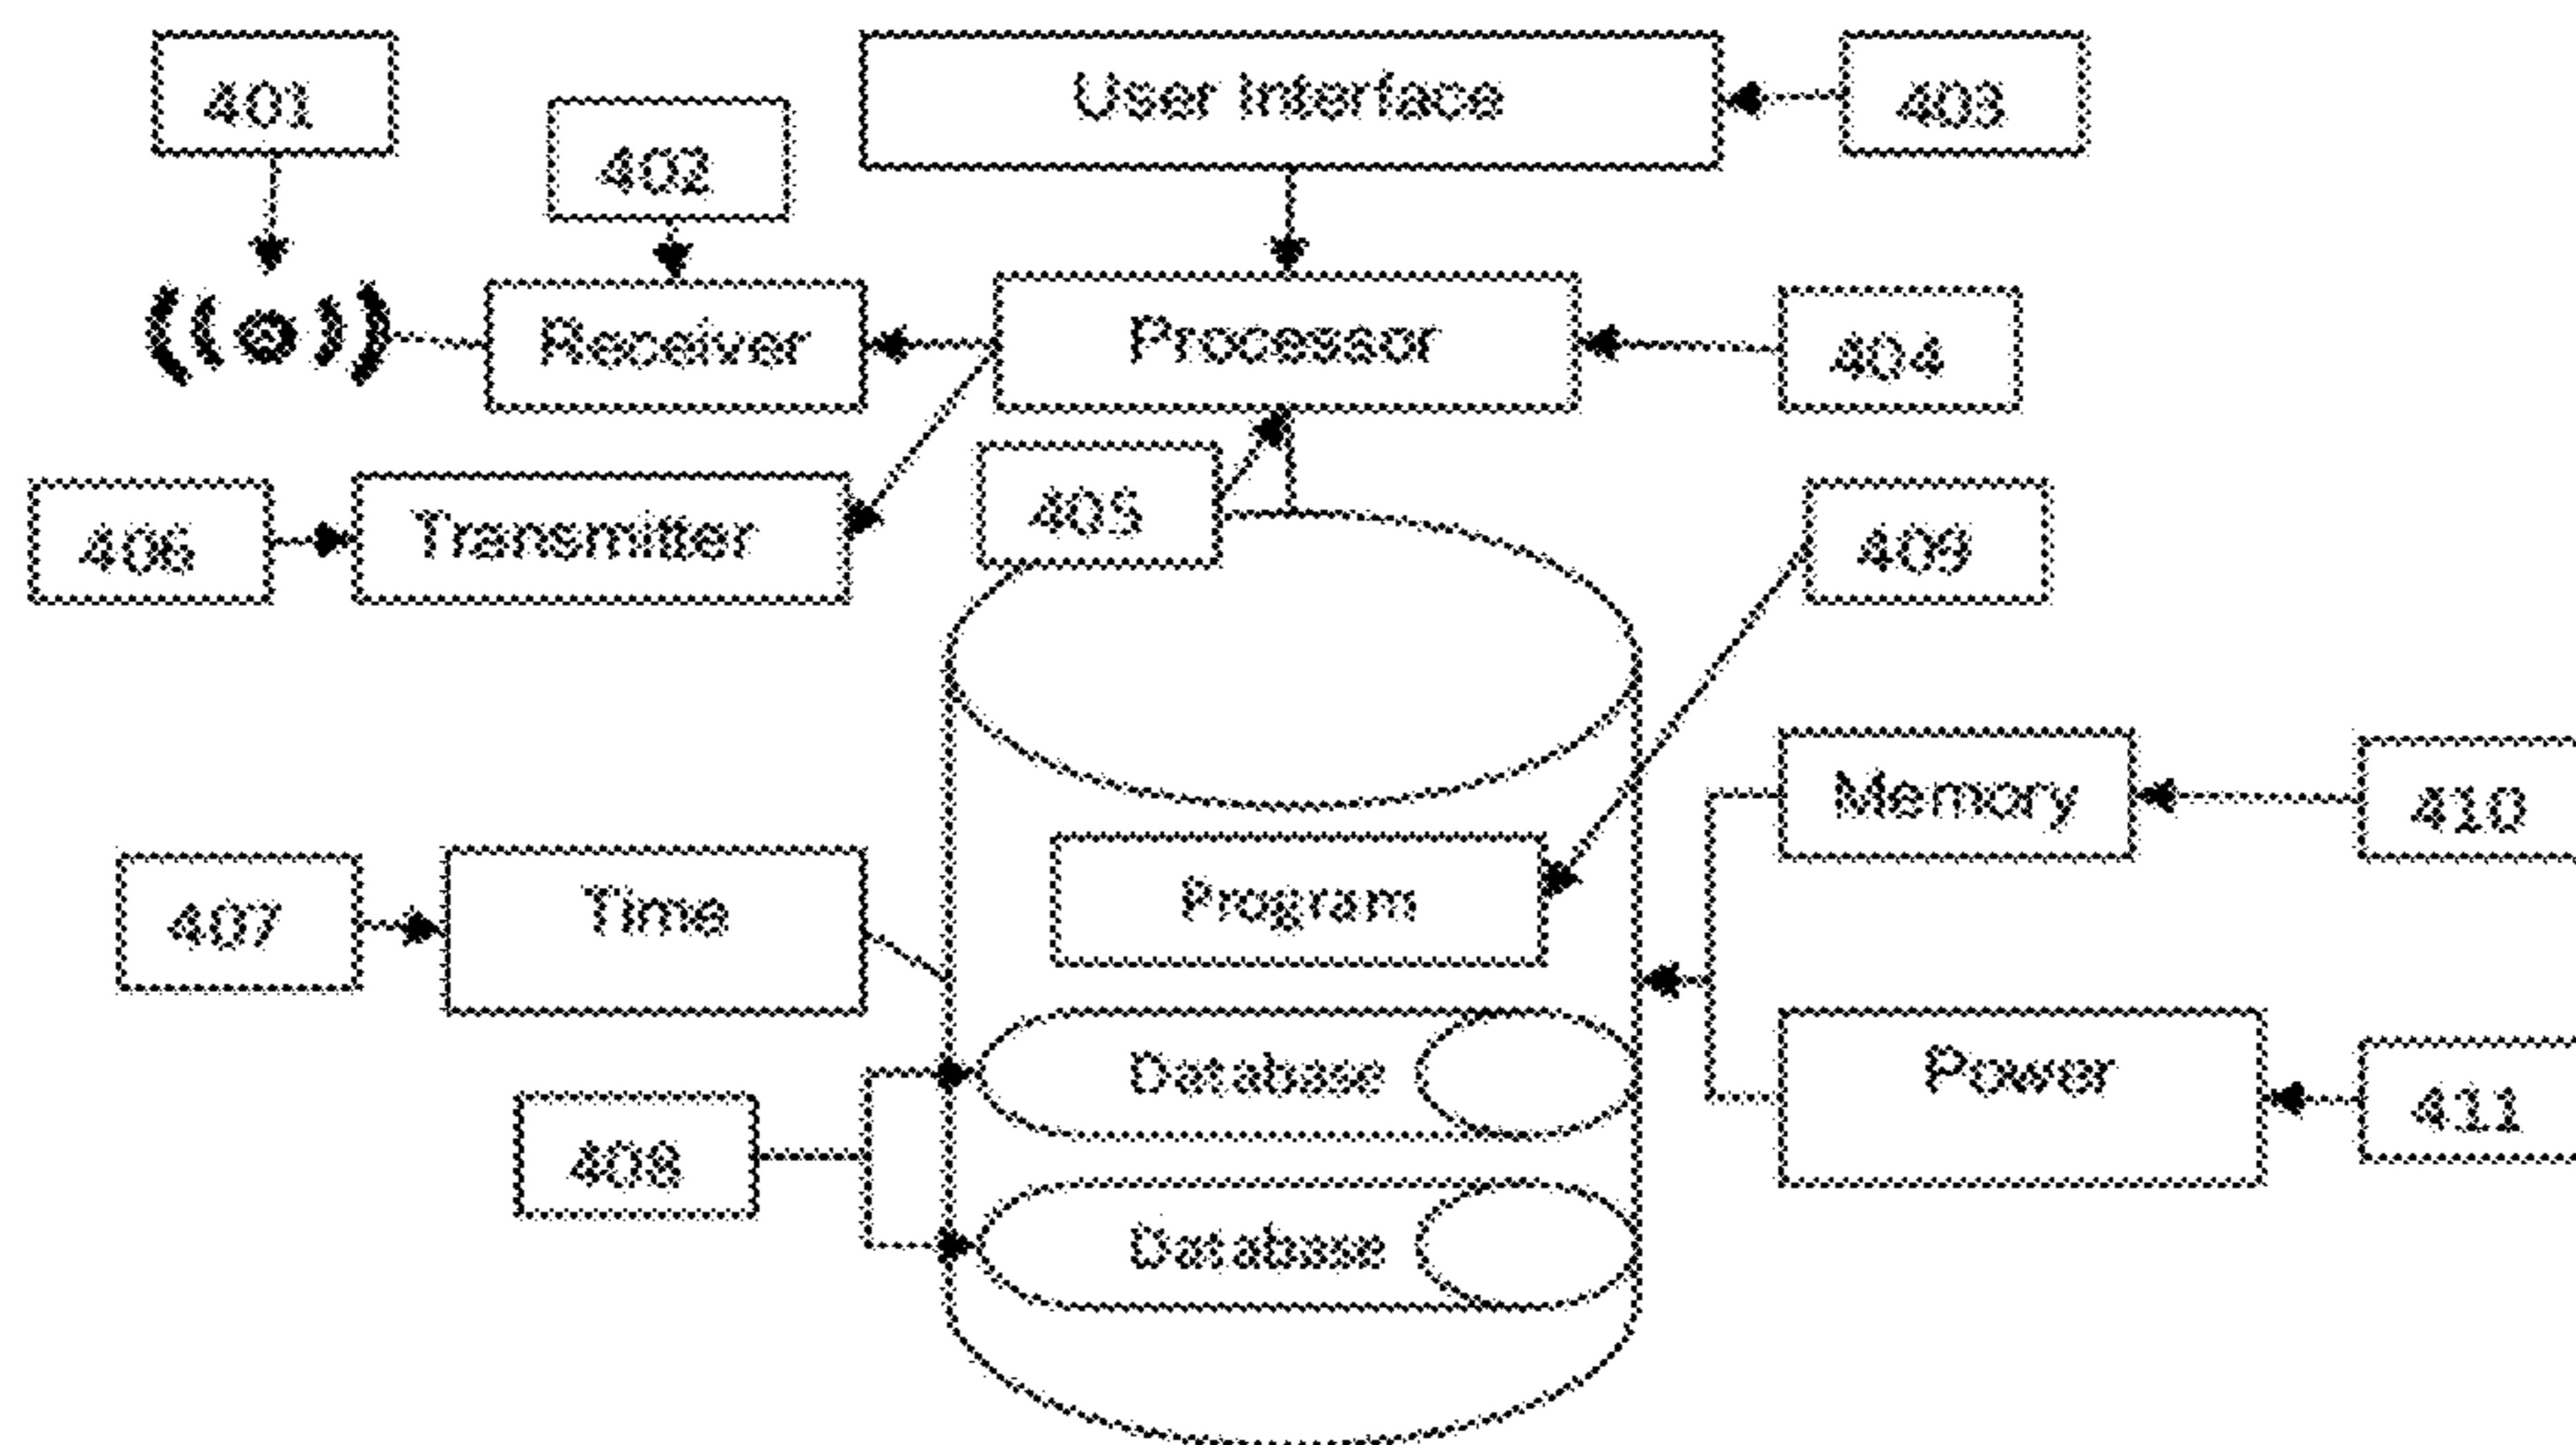 401
User Interface
403
402
Receiver
Processor
404
406
Transmitter
405
409
Memory
410
407
Time
Program
Power
411
408
Database
Database